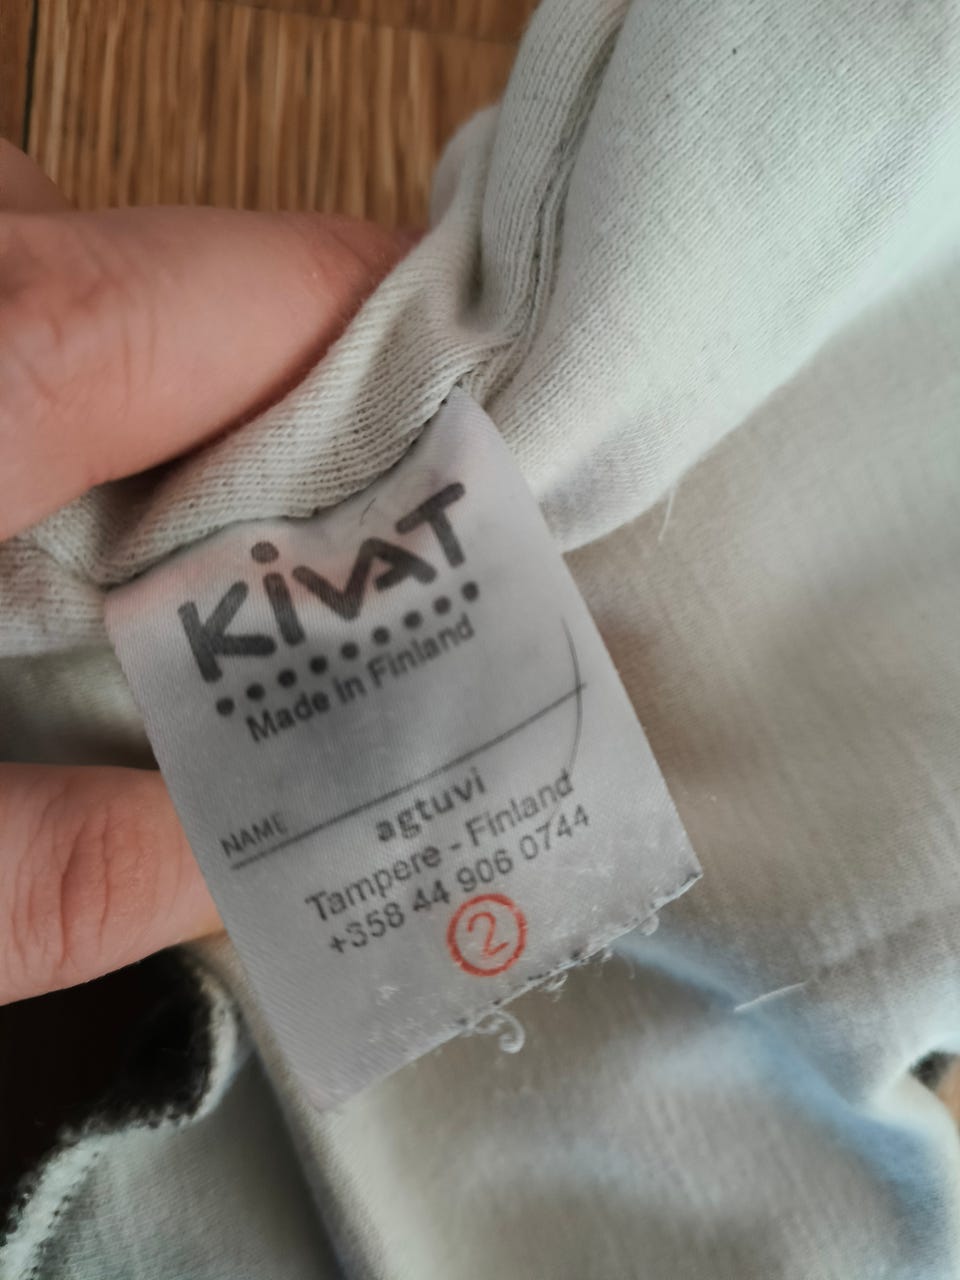 KiVAT
Made in Finland
NAME
agtuvi
Tampere - Finland
+358 44 906 0744
2